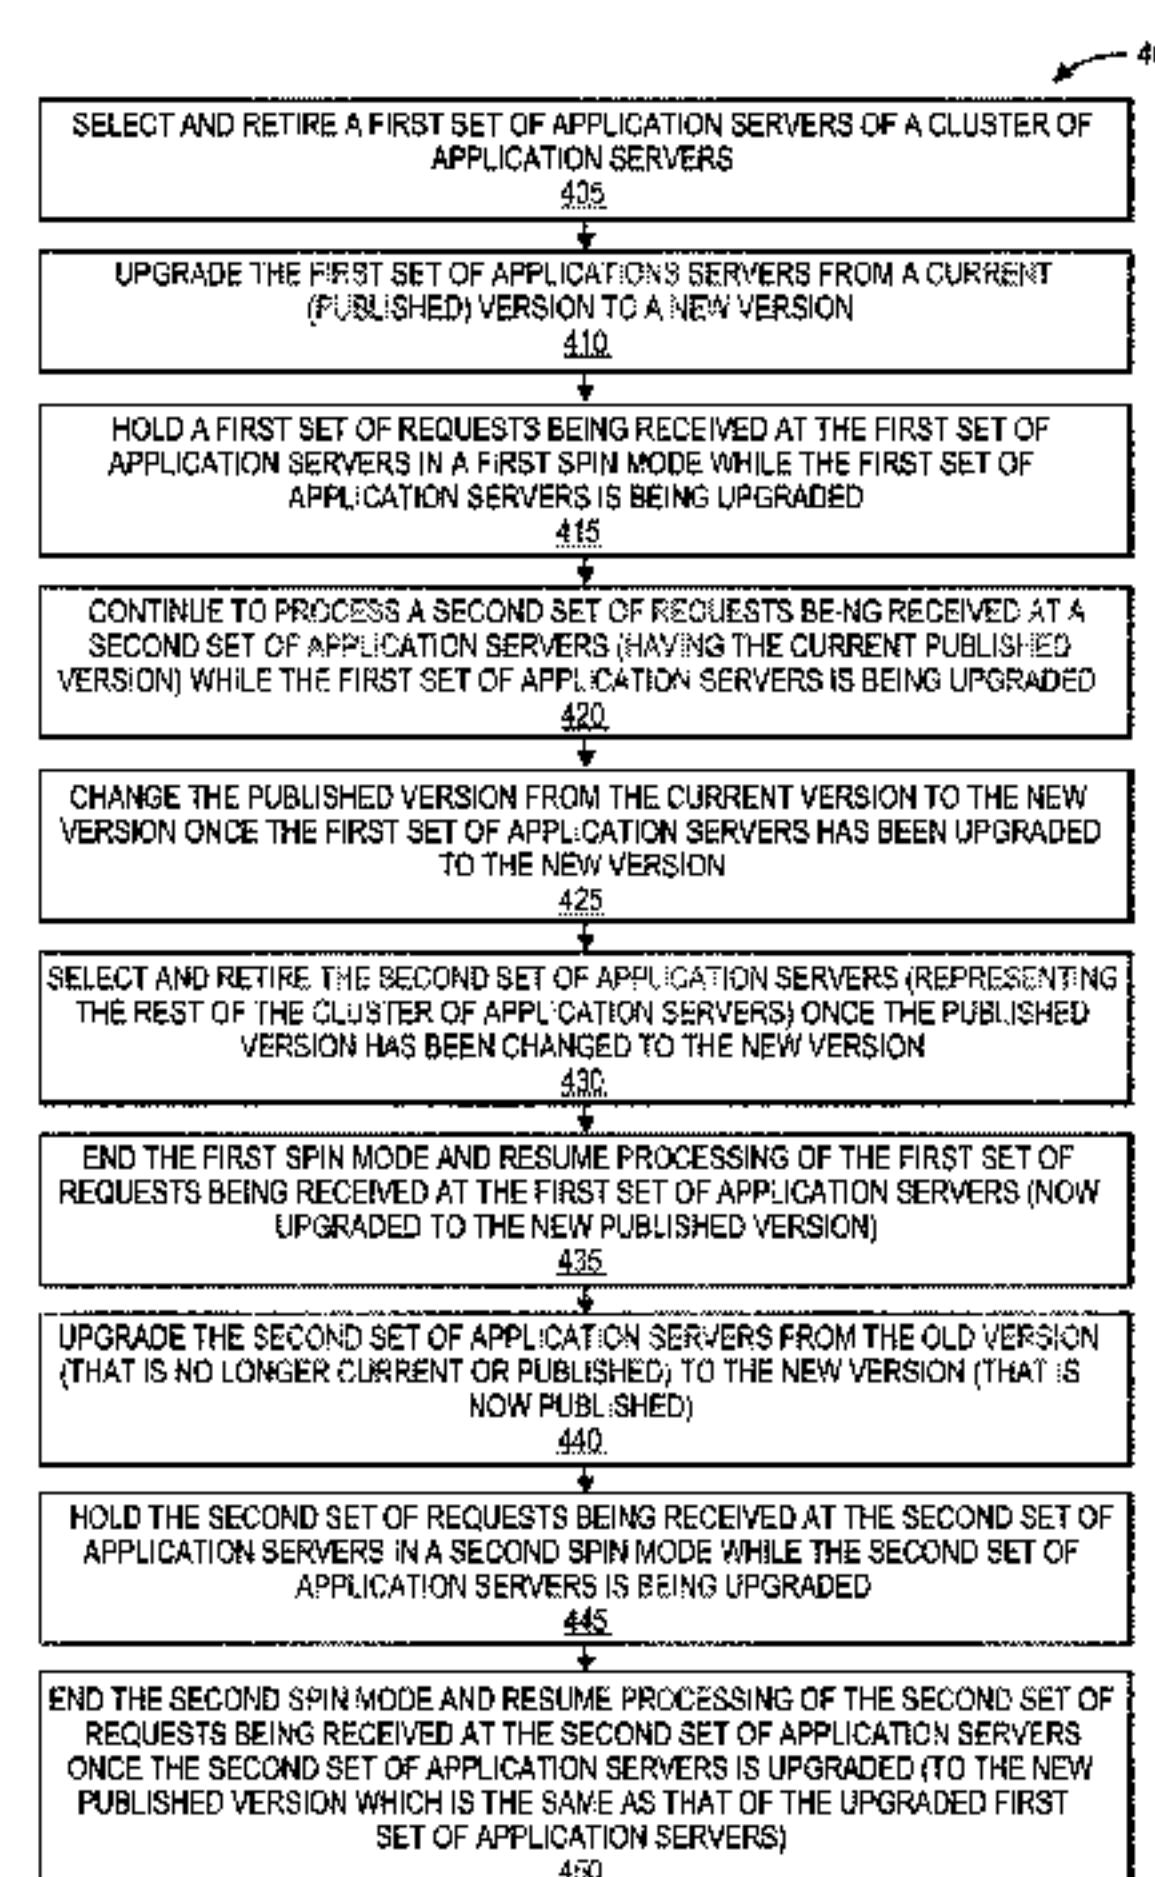 SELECT AND RETIRE A FIRST SET OF APPLICATION SERVERS OF A CLUSTER OF
APPLICATION SERVERS
405
UPGRADE THE FIRST SET OF APPLICATIONS SERVERS FROM A CURRENT
(PUBLISHED) VERSION TO A NEW VERSION
410
HOLD A FIRST SET OF REQUESTS BEING RECEIVED AT THE FIRST SET OF
APPLICATION SERVERS IN A FIRST SPIN MODE WHILE THE FIRST SET OF
APPLICATION SERVERS IS BEING UPGRADED
415
CONTINUE TO PROCESS A SECOND SET OF REQUESTS BEING RECEIVED AT A
SECOND SET OF APPLICATION SERVERS (HAVING THE CURRENT PUBLISHED
VERSION) WHILE THE FIRST SET OF APPLICATION SERVERS IS BEING UPGRADED
420
CHANGE THE PUBLISHED VERSION FROM THE CURRENT VERSION TO THE NEW
VERSION ONCE THE FIRST SET OF APPLICATION SERVERS HAS BEEN UPGRADED
TO THE NEW VERSION
425
SELECT AND RETIRE THE SECOND SET OF APPLICATION SERVERS (REPRESENTING
THE REST OF THE CLUSTER OF APPLICATION SERVERS) ONCE THE PUBLISHED
VERSION HAS BEEN CHANGED TO THE NEW VERSION
430
END THE FIRST SPIN MODE AND RESUME PROCESSING OF THE FIRST SET OF
REQUESTS BEING RECEIVED AT THE FIRST SET OF APPLICATION SERVERS (NOW
UPGRADED TO THE NEW PUBLISHED VERSION)
435
UPGRADE THE SECOND SET OF APPLICATION SERVERS FROM THE OLD VERSION
(THAT IS NO LONGER CURRENT OR PUBLISHED) TO THE NEW VERSION (THAT IS
NOW PUBLISHED)
440
HOLD THE SECOND SET OF REQUESTS BEING RECEIVED AT THE SECOND SET OF
APPLICATION SERVERS IN A SECOND SPIN MODE WHILE THE SECOND SET OF
APPLICATION SERVERS IS BEING UPGRADED
445
END THE SECOND SPIN MODE AND RESUME PROCESSING OF THE SECOND SET OF
REQUESTS BEING RECEIVED AT THE SECOND SET OF APPLICATION SERVERS
ONCE THE SECOND SET OF APPLICATION SERVERS IS UPGRADED (TO THE NEW
PUBLISHED VERSION WHICH IS THE SAME AS THAT OF THE UPGRADED FIRST
SET OF APPLICATION SERVERS)
450